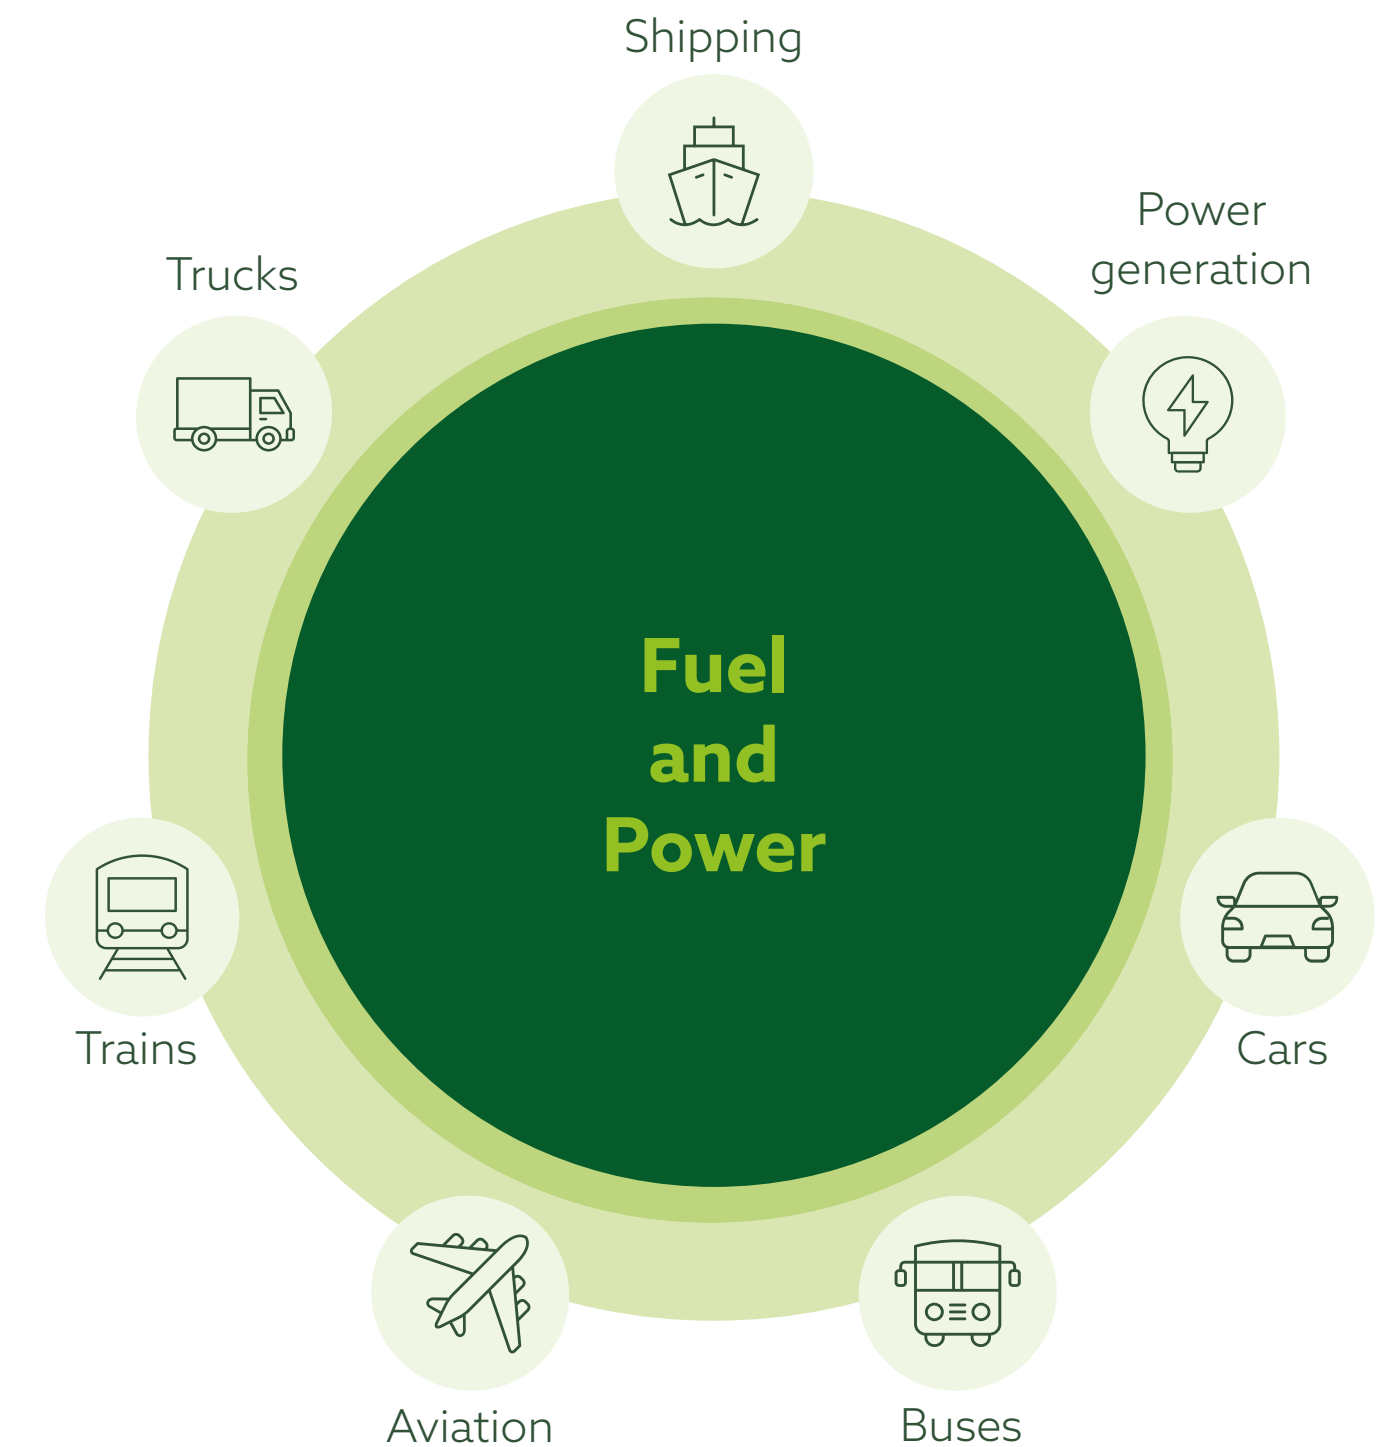 Shipping
Power
generation
Trucks
Fuel
and
Power
Trains
Cars
Aviation
Buses